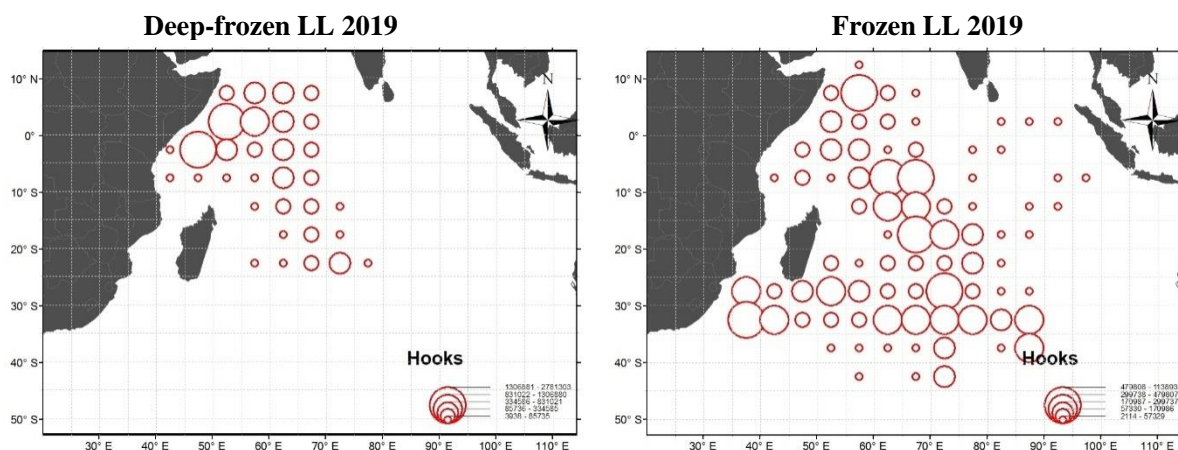 Deep-frozen LL 2019
Frozen LL 2019
10° N
0°
10° S
20° S
30° S
40° S
50° S
N
Hooks
1306881 - 2781303
831022 - 1306880
334586 - 831021
85736 - 334585
3938 - 85735
20° E
30° E
40° E
50° E
60° E
70° E
80° E
90° E
100° E
110° E
10° N
0°
10° S
20° S
30° S
40° S
50° S
N
Hooks
479808 - 113893
299738 - 479807
170987 - 299737
57330 - 170986
2114 - 57329
20° E
30° E
40° E
50° E
60° E
70° E
80° E
90° E
100° E
110° E